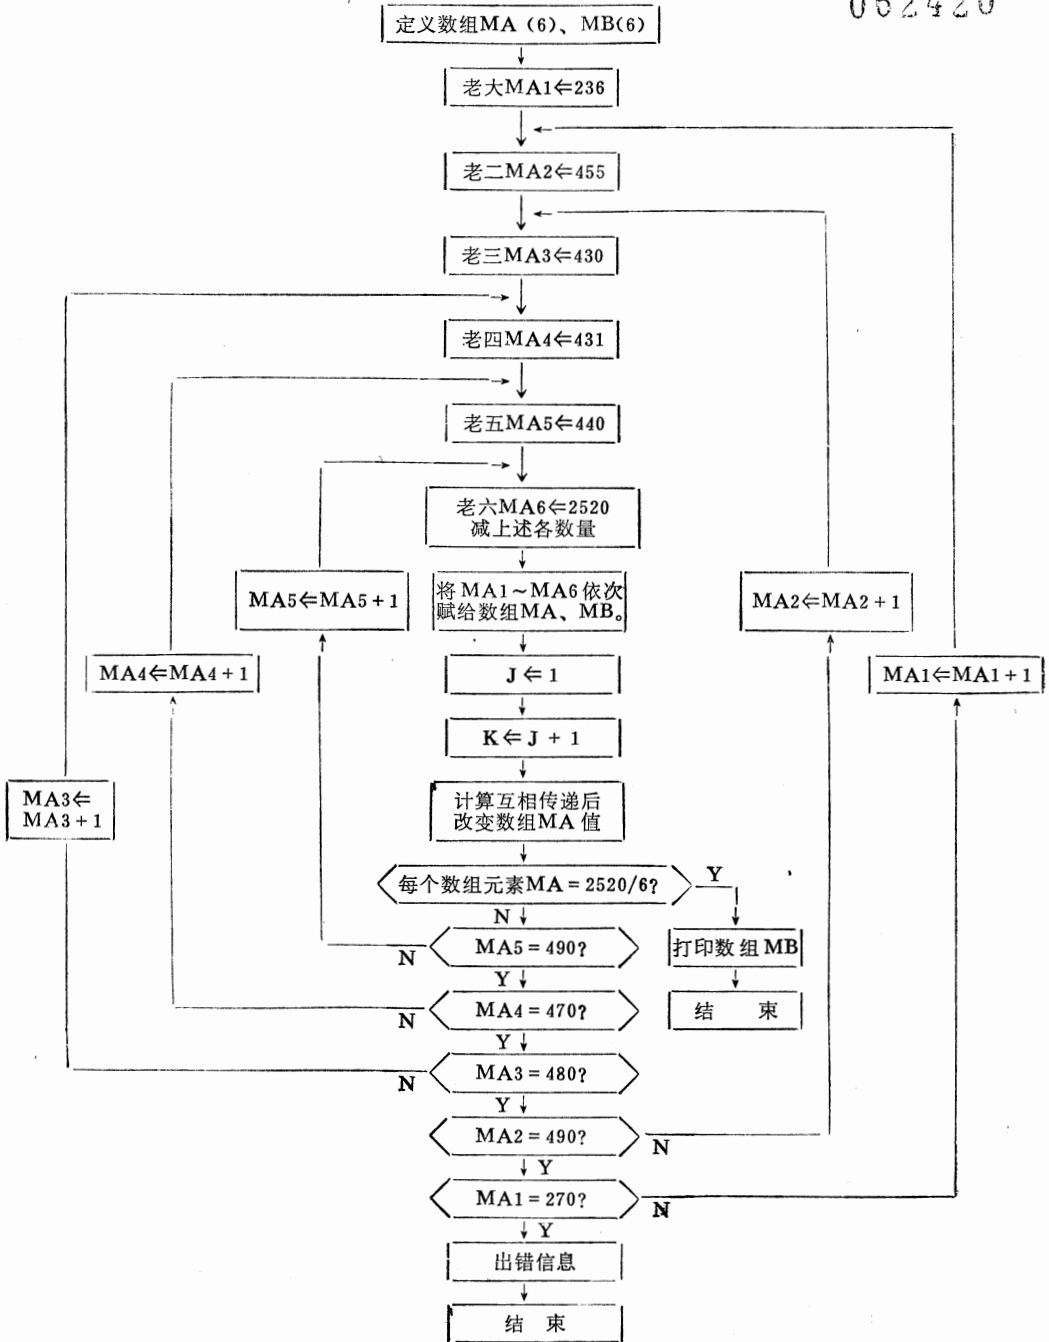 062420
定义数组MA（6）、MB(6)
老大MA1⇐236
老二MA2⇐455
老三MA3⇐430
老四MA4⇐431
老五MA5⇐440
老六MA6⇐2520
减上述各数量
将MA1~MA6依次
赋给数组MA、MB。
MA5⇐MA5+1
MA2⇐MA2+1
MA4⇐MA4+1
J⇐1
MA1⇐MA1+1
K⇐J+1
MA3⇐
MA3+1
计算互相传递后
改变数组MA值
每个数组元素MA=2520/6?
Y
N
MA5=490?
N
打印数组MB
Y
MA4=470?
N
结 束
Y
MA3=480?
N
Y
MA2=490?
N
Y
MA1=270?
N
Y
出错信息
结 束